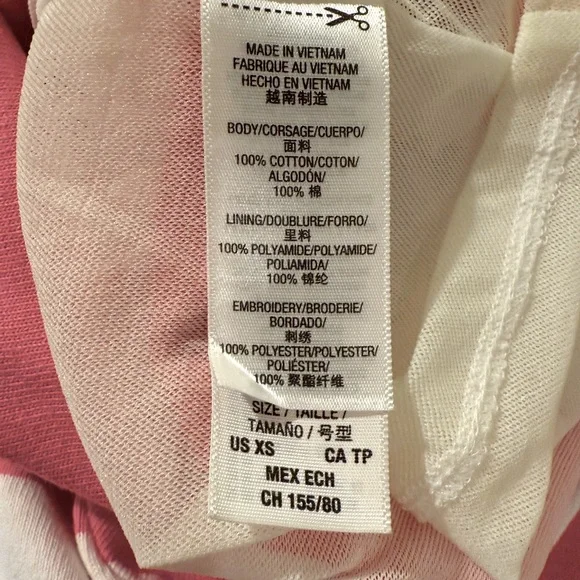 MADE IN VIETNAM
FABRIQUE AU VIETNAM
HECHO EN VIETNAM
越南制造
BODY/CORSAGE/CUERPO/
面料
100% COTTON/COTON/
ALGODÓN/
100% 棉
LINING/DOUBLURE/FORRO/
里料
100% POLYAMIDE/POLYAMIDE/
POLIAMIDA/
100% 锦纶
EMBROIDERY/BRODERIE/
BORDADO/
刺绣
100% POLYESTER/POLYESTER/
POLIÉSTER/
100% 聚酯纤维
SIZE / TAILLE /
TAMAÑO / 号型
US XS CA TP
MEX ECH
CH 155/80